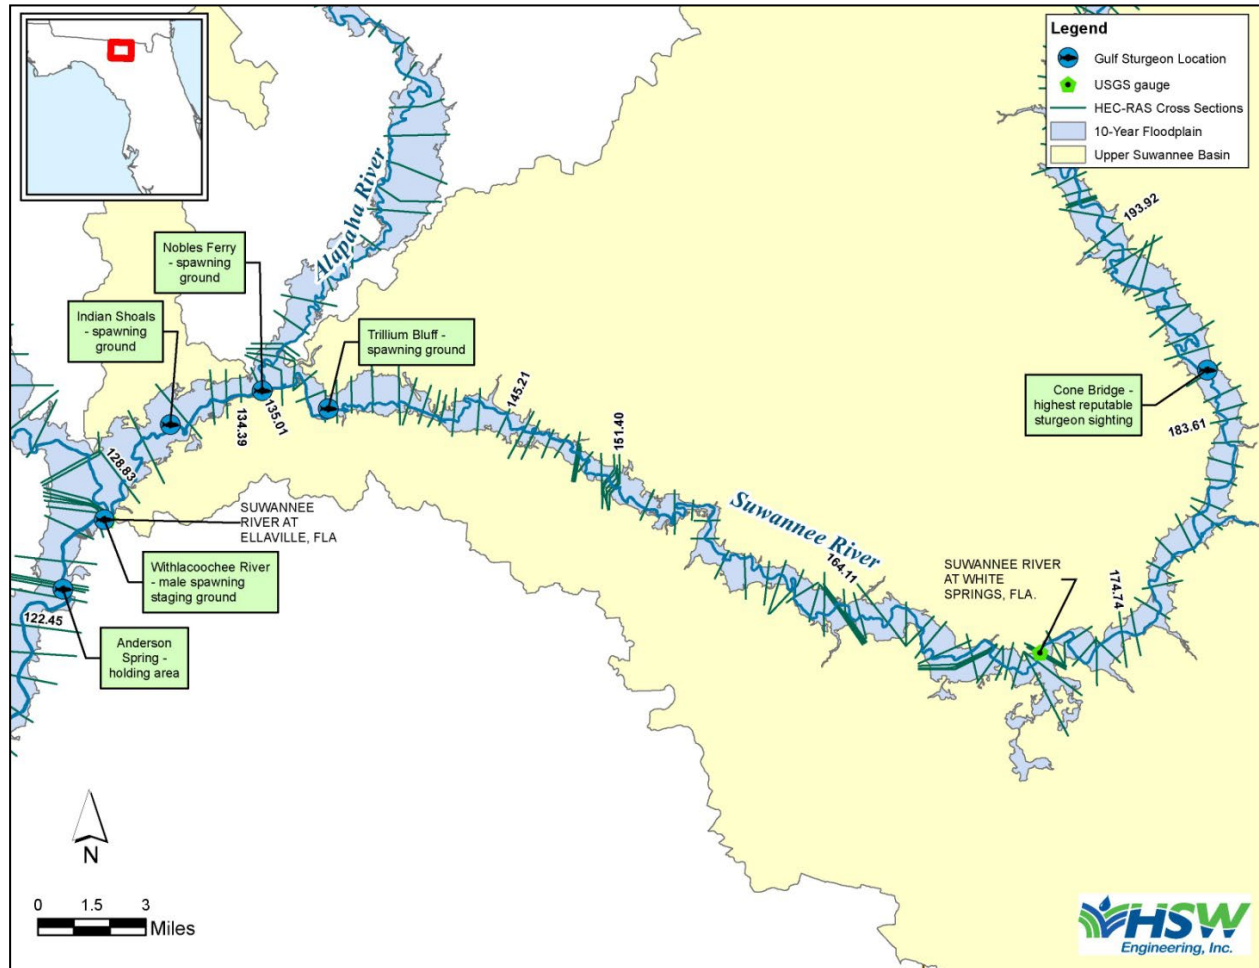 Legend
Gulf Sturgeon Location
USGS gauge
HEC-RAS Cross Sections
10-Year Floodplain
Upper Suwannee Basin
Alapaha River
Nobles Ferry
- spawning
ground
Indian Shoals
- spawning
ground
Trillium Bluff -
spawning ground
193.92
Cone Bridge -
highest reputable
sturgeon sighting
183.61
134.39
135.01
145.21
151.40
128.83
SUWANNEE
RIVER AT
ELLAVILLE, FLA
Suwannee River
164.11
SUWANNEE RIVER
AT WHITE
SPRINGS, FLA.
174.74
Withlacoochee River
- male spawning
staging ground
122.45
Anderson
Spring -
holding area
N
0 1.5 3
Miles
HSW
Engineering, Inc.